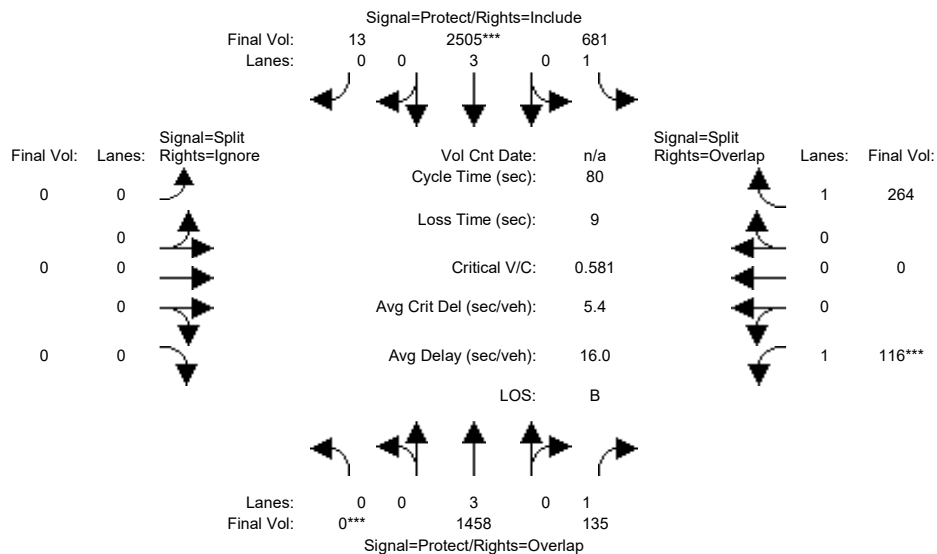 Signal=Protect/Rights=Include
Final Vol: 13 2505*** 681
Lanes: 0 0 3 0 1
Signal=Split
Final Vol: Lanes: Rights=Ignore
Vol Cnt Date: n/a
Signal=Split
Rights=Overlap Lanes: Final Vol:
Cycle Time (sec): 80
0 0
1 264
Loss Time (sec): 9
0
0
0 0
Critical V/C: 0.581
0 0
0
Avg Crit Del (sec/veh): 5.4
0
0 0
Avg Delay (sec/veh): 16.0
1 116***
LOS: B
Lanes: 0 0 3 0 1
Final Vol: 0*** 1458 135
Signal=Protect/Rights=Overlap